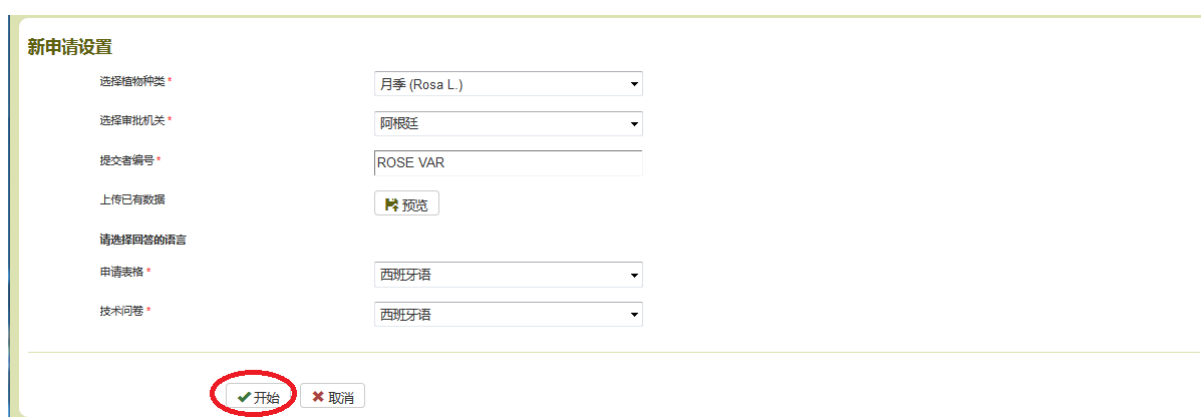 新申请设置
选择植物种类 * 月季 (Rosa L.)
选择审批机关 * 阿根廷
提交者编号 * ROSE VAR
上传已有数据 预览
请选择回答的语言
申请表格 * 西班牙语
技术问卷 * 西班牙语
开始 取消